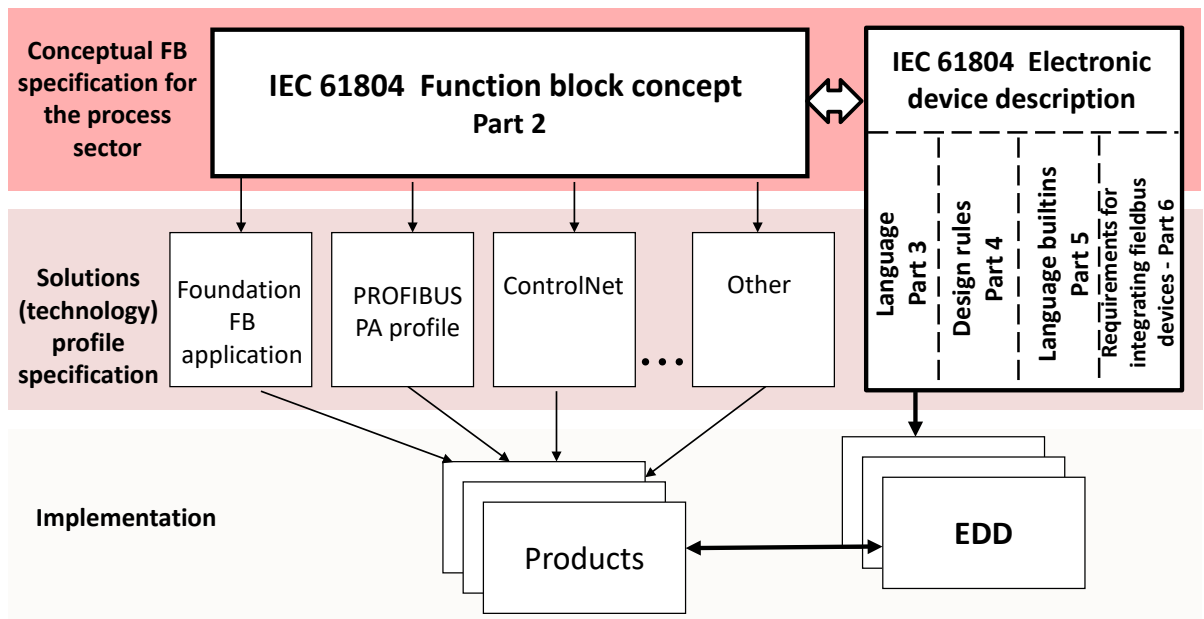 Conceptual FB
specification for
the process
sector
IEC 61804  Function block concept
Part 2
IEC 61804  Electronic
device description
Language
Part 3
Design rules
Part 4
Language builtins
Part 5
Requirements for
integrating fieldbus
devices - Part 6
Solutions
(technology)
profile
specification
Foundation
FB
application
PROFIBUS
PA profile
ControlNet
...
Other
Implementation
Products
EDD